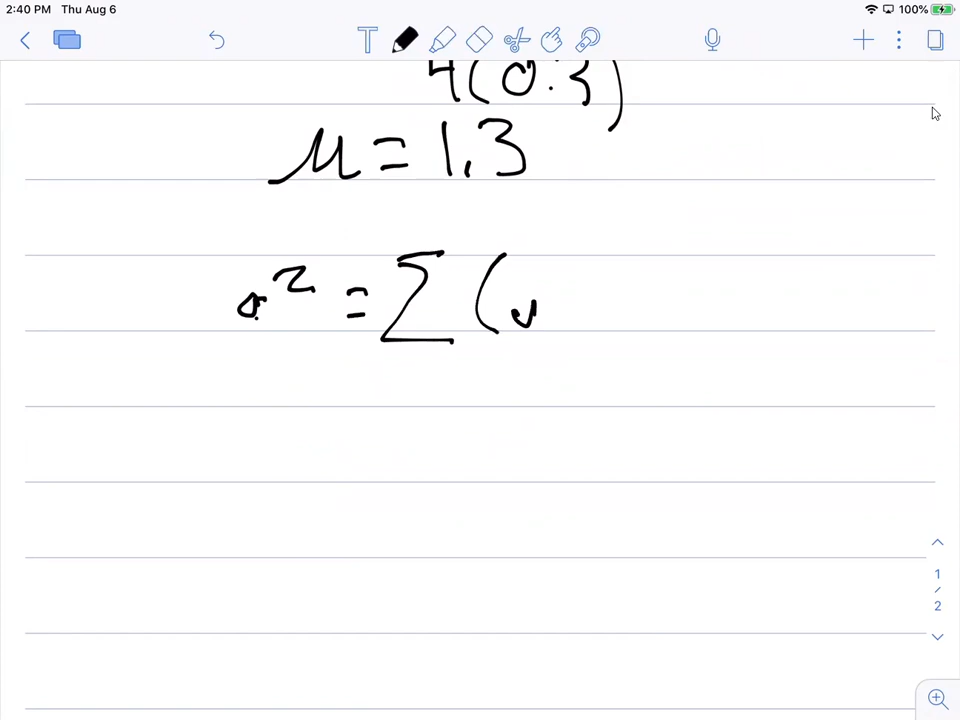 2:40 PM Thu Aug 6 100%
T
4(0.3)
μ = 1.3
σ² = Σ (
1
/
2